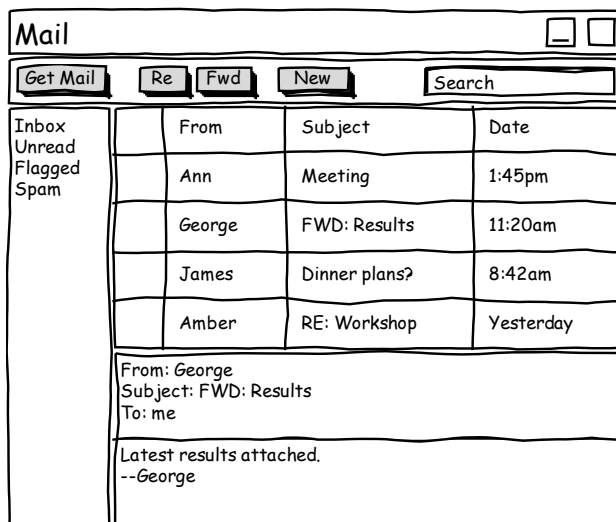 Mail
Get Mail Re Fwd New Search
Inbox
Unread
Flagged
Spam
From Subject Date
Ann Meeting 1:45pm
George FWD: Results 11:20am
James Dinner plans? 8:42am
Amber RE: Workshop Yesterday
From: George
Subject: FWD: Results
To: me
Latest results attached.
--George